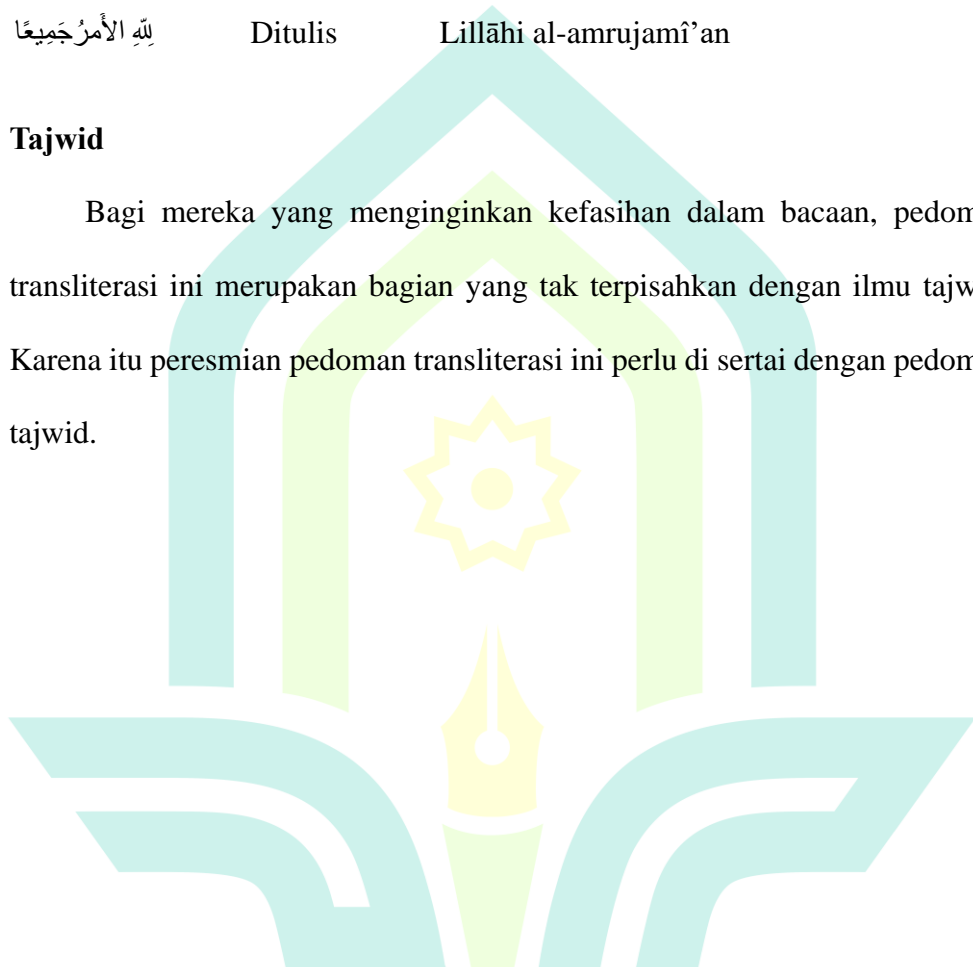 لِلّهِ الأَمرُجَمِيعًا Ditulis Lillāhi al-amrujamî’an
Tajwid
Bagi mereka yang menginginkan kefasihan dalam bacaan, pedom
transliterasi ini merupakan bagian yang tak terpisahkan dengan ilmu tajw
Karena itu peresmian pedoman transliterasi ini perlu di sertai dengan pedom
tajwid.